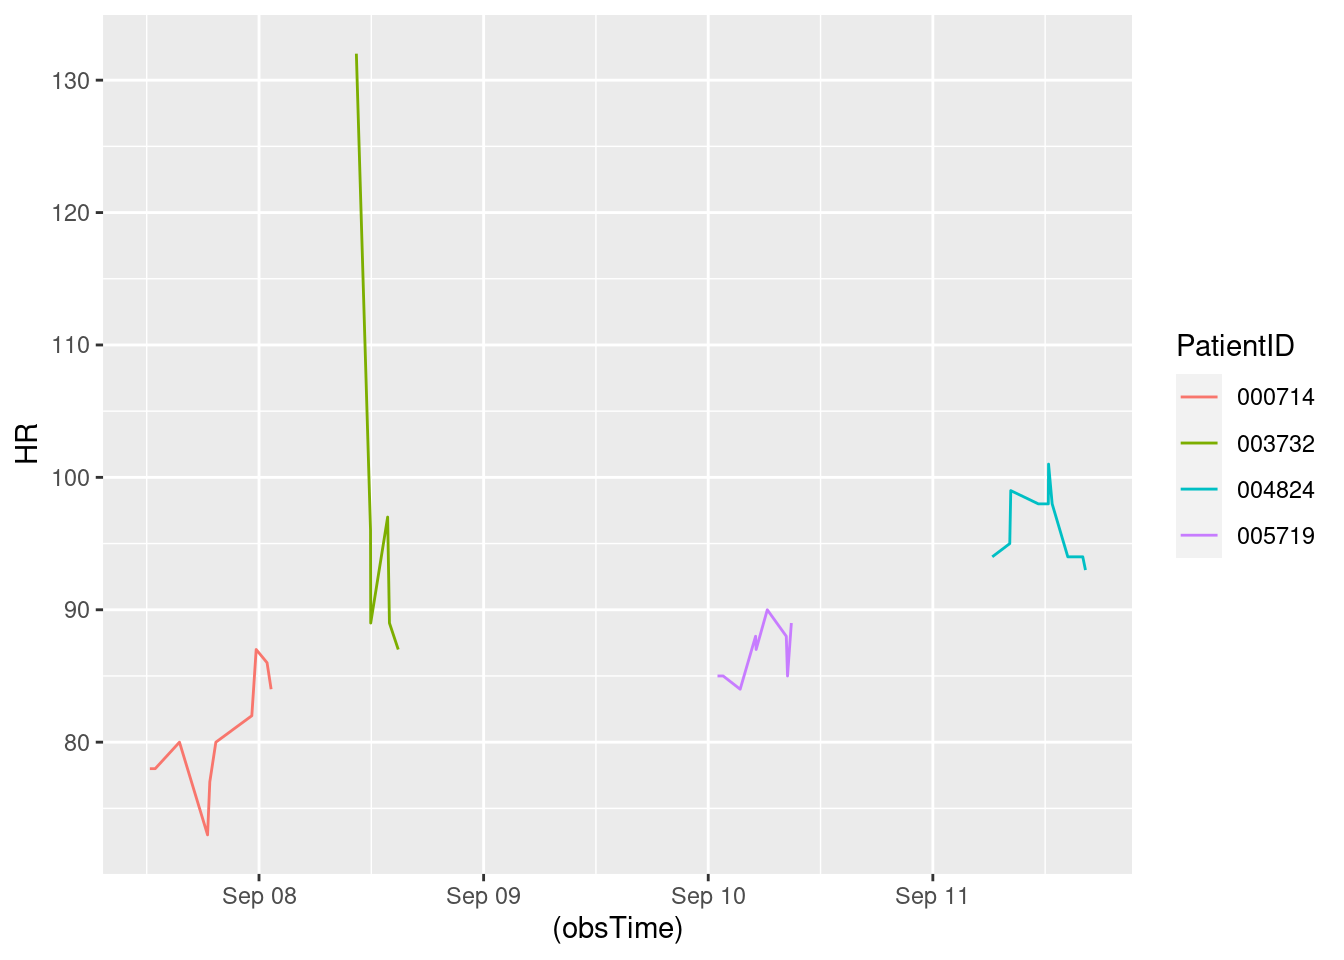 130
120
110
100
90
80
HR
Sep 08
Sep 09
Sep 10
Sep 11
(obsTime)
PatientID
000714
003732
004824
005719